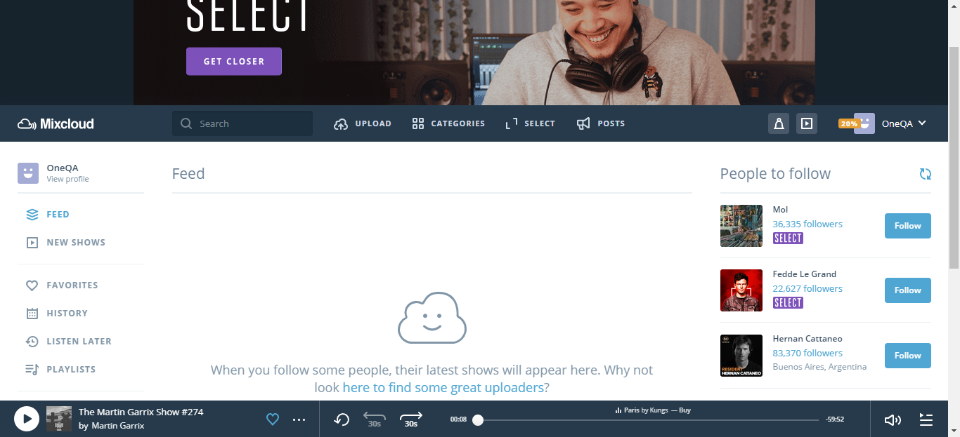 SELECT
GET CLOSER
Mixcloud
Search
UPLOAD
CATEGORIES
SELECT
POSTS
20%
OneQA
OneQA
View profile
FEED
NEW SHOWS
FAVORITES
HISTORY
LISTEN LATER
PLAYLISTS
Feed
When you follow some people, their latest shows will appear here. Why not
look here to find some great uploaders?
People to follow
Mol
36,335 followers
SELECT
Follow
Fedde Le Grand
22,627 followers
SELECT
Follow
RESIDENT
HERNAN CATTANEO
Hernan Cattaneo
83,370 followers
Buenos Aires, Argentina
Follow
The Martin Garrix Show #274
by Martin Garrix
30s
30s
00:08
Paris by Kungs — Buy
-59:52